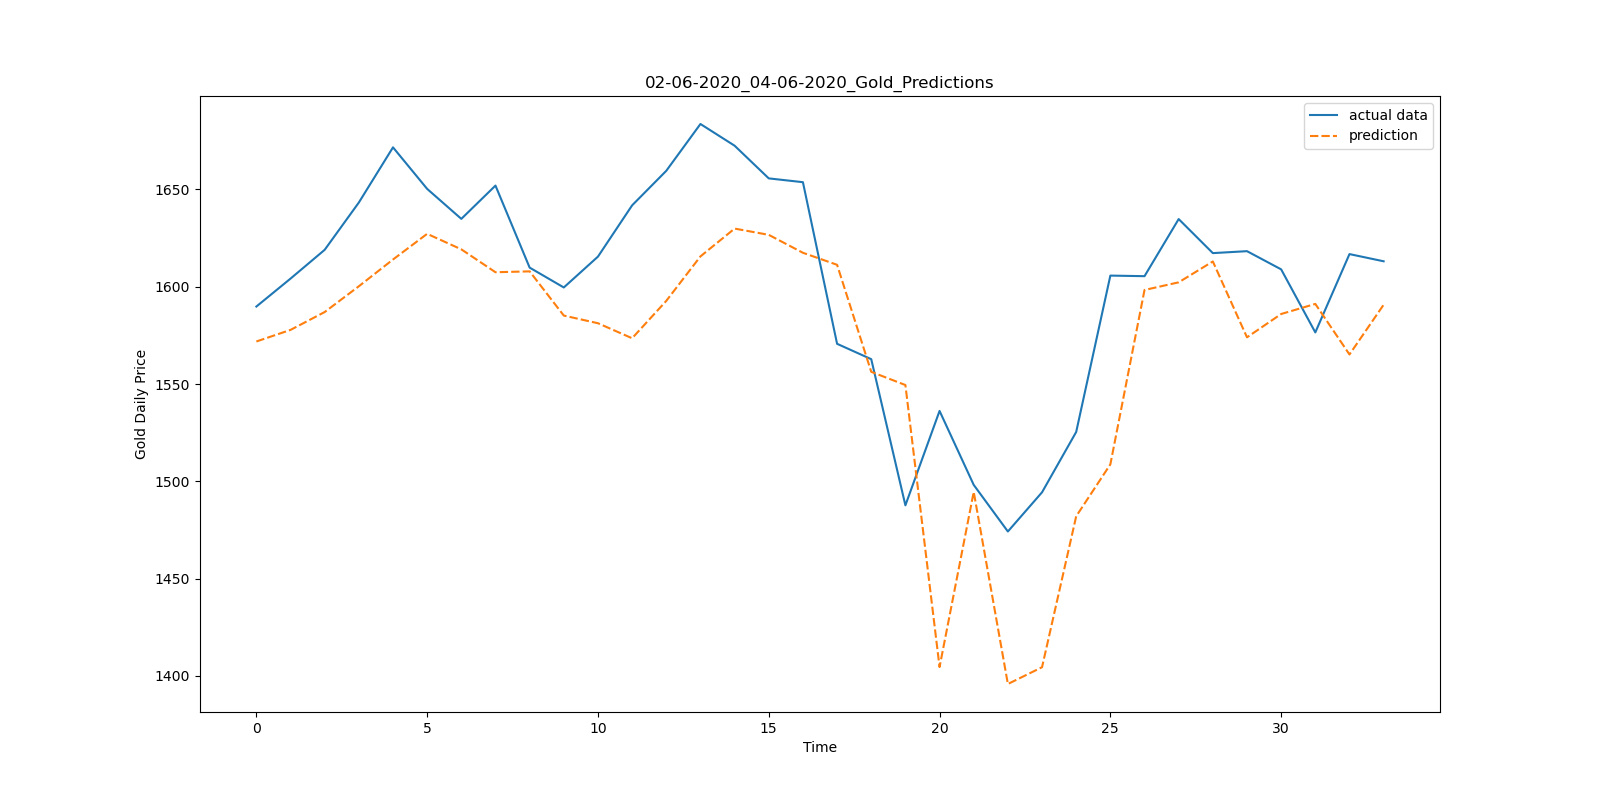 02-06-2020_04-06-2020_Gold_Predictions
actual data
prediction
Gold Daily Price
1650
1600
1550
1500
1450
1400
0 5 10 15 20 25 30
Time